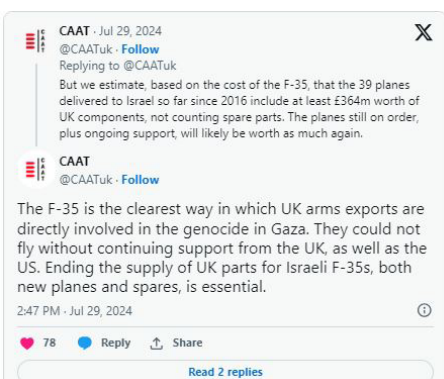 CAAT · Jul 29, 2024
@CAATuk · Follow
Replying to @CAATuk
But we estimate, based on the cost of the F-35, that the 39 planes
delivered to Israel so far since 2016 include at least £364m worth of
UK components, not counting spare parts. The planes still on order,
plus ongoing support, will likely be worth as much again.
CAAT
@CAATuk · Follow
The F-35 is the clearest way in which UK arms exports are
directly involved in the genocide in Gaza. They could not
fly without continuing support from the UK, as well as the
US. Ending the supply of UK parts for Israeli F-35s, both
new planes and spares, is essential.
2:47 PM · Jul 29, 2024
78 Reply Share
Read 2 replies